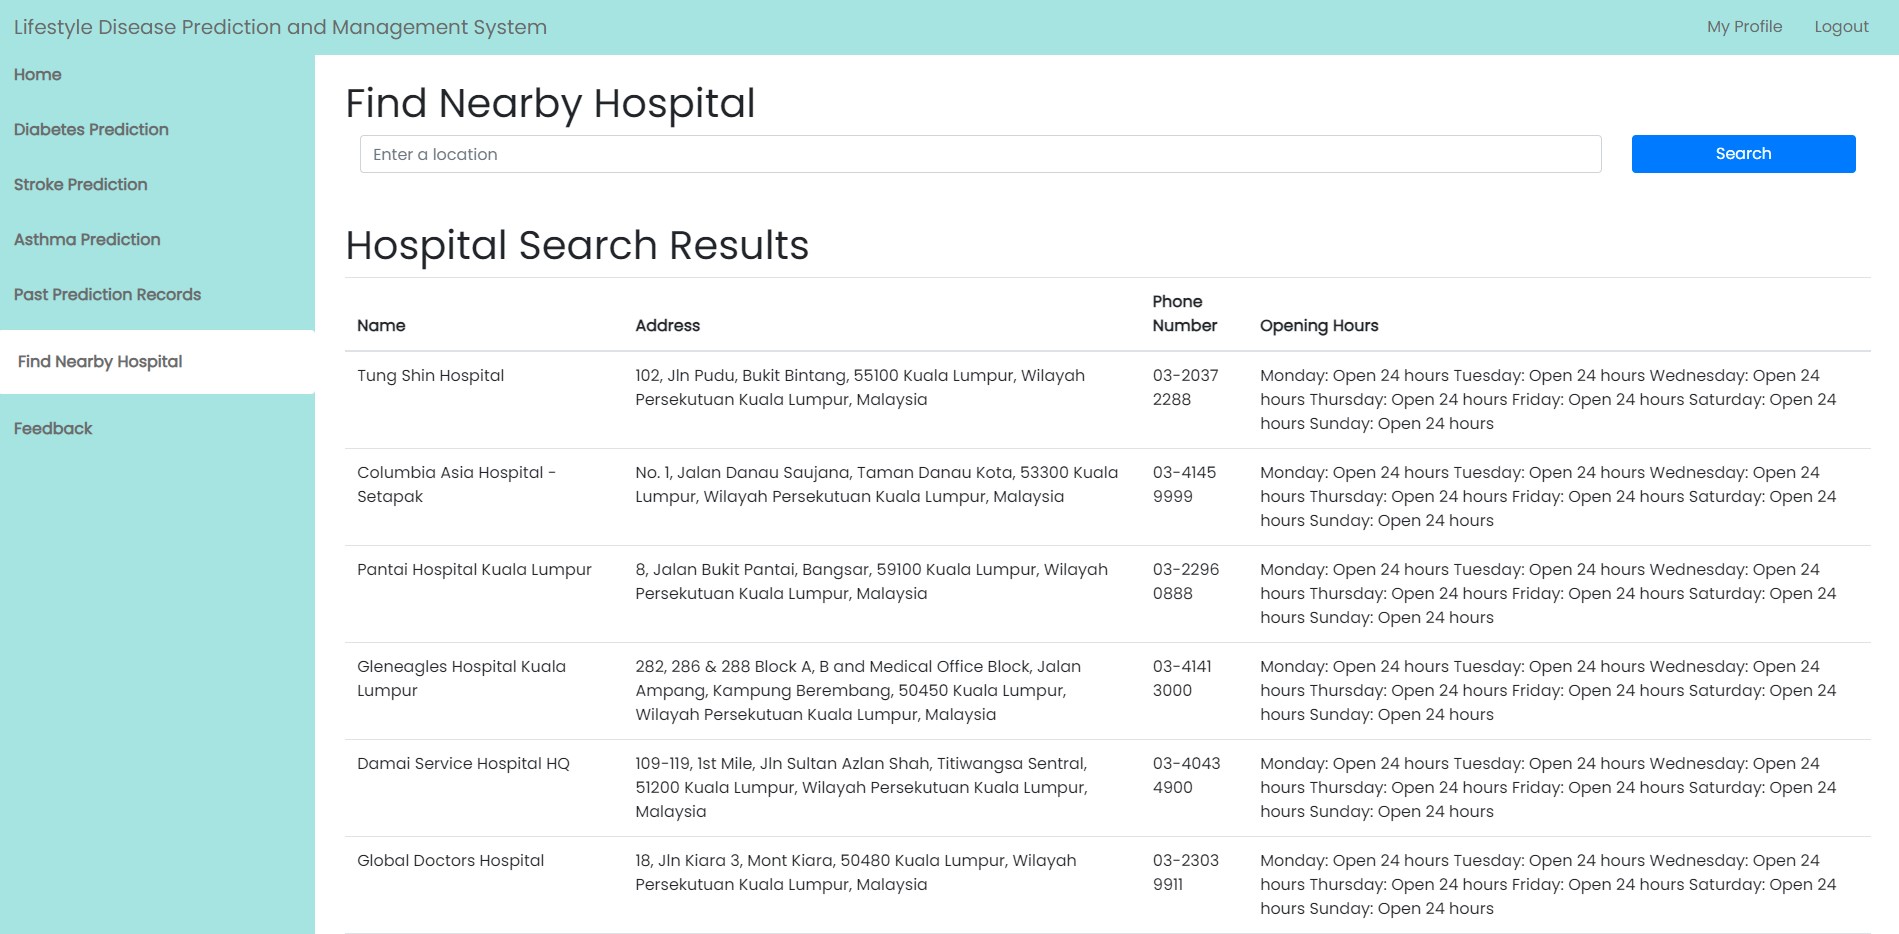 Lifestyle Disease Prediction and Management System
My Profile
Logout
Home
Diabetes Prediction
Stroke Prediction
Asthma Prediction
Past Prediction Records
Find Nearby Hospital
Feedback
Find Nearby Hospital
Enter a location
Search
Hospital Search Results
Name
Address
Phone
Number
Opening Hours
Tung Shin Hospital
102, Jln Pudu, Bukit Bintang, 55100 Kuala Lumpur, Wilayah
Persekutuan Kuala Lumpur, Malaysia
03-2037
2288
Monday: Open 24 hours Tuesday: Open 24 hours Wednesday: Open 24
hours Thursday: Open 24 hours Friday: Open 24 hours Saturday: Open 24
hours Sunday: Open 24 hours
Columbia Asia Hospital -
Setapak
No. 1, Jalan Danau Saujana, Taman Danau Kota, 53300 Kuala
Lumpur, Wilayah Persekutuan Kuala Lumpur, Malaysia
03-4145
9999
Monday: Open 24 hours Tuesday: Open 24 hours Wednesday: Open 24
hours Thursday: Open 24 hours Friday: Open 24 hours Saturday: Open 24
hours Sunday: Open 24 hours
Pantai Hospital Kuala Lumpur
8, Jalan Bukit Pantai, Bangsar, 59100 Kuala Lumpur, Wilayah
Persekutuan Kuala Lumpur, Malaysia
03-2296
0888
Monday: Open 24 hours Tuesday: Open 24 hours Wednesday: Open 24
hours Thursday: Open 24 hours Friday: Open 24 hours Saturday: Open 24
hours Sunday: Open 24 hours
Gleneagles Hospital Kuala
Lumpur
282, 286 & 288 Block A, B and Medical Office Block, Jalan
Ampang, Kampung Berembang, 50450 Kuala Lumpur,
Wilayah Persekutuan Kuala Lumpur, Malaysia
03-4141
3000
Monday: Open 24 hours Tuesday: Open 24 hours Wednesday: Open 24
hours Thursday: Open 24 hours Friday: Open 24 hours Saturday: Open 24
hours Sunday: Open 24 hours
Damai Service Hospital HQ
109-119, 1st Mile, Jln Sultan Azlan Shah, Titiwangsa Sentral,
51200 Kuala Lumpur, Wilayah Persekutuan Kuala Lumpur,
Malaysia
03-4043
4900
Monday: Open 24 hours Tuesday: Open 24 hours Wednesday: Open 24
hours Thursday: Open 24 hours Friday: Open 24 hours Saturday: Open 24
hours Sunday: Open 24 hours
Global Doctors Hospital
18, Jln Kiara 3, Mont Kiara, 50480 Kuala Lumpur, Wilayah
Persekutuan Kuala Lumpur, Malaysia
03-2303
9911
Monday: Open 24 hours Tuesday: Open 24 hours Wednesday: Open 24
hours Thursday: Open 24 hours Friday: Open 24 hours Saturday: Open 24
hours Sunday: Open 24 hours